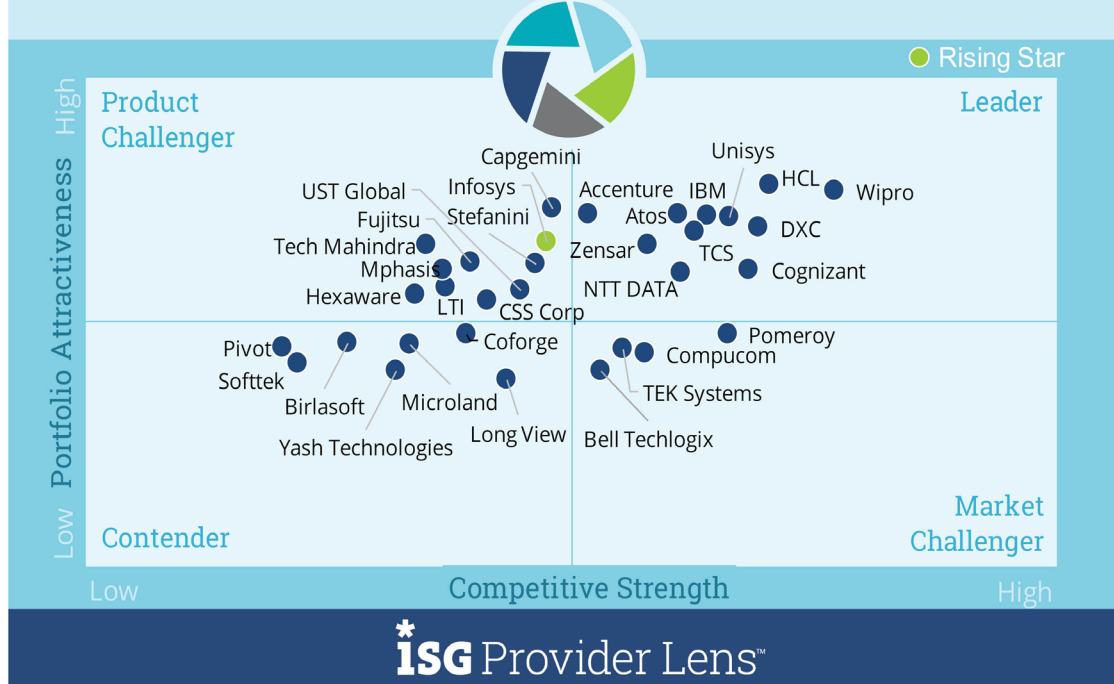 Rising Star
High
Product
Challenger
Leader
Capgemini
Unisys
UST Global
Infosys
Accenture
IBM
HCL
Wipro
Fujitsu
Stefanini
Atos
DXC
Tech Mahindra
Zensar
TCS
Mphasis
Cognizant
Hexaware
LTI
CSS Corp
NTT DATA
Portfolio Attractiveness
Pivot
Coforge
Pomeroy
Compucom
Softtek
Birlasoft
Microland
TEK Systems
Yash Technologies
Long View
Bell Techlogix
Low
Contender
Market
Challenger
Low
Competitive Strength
High
*ISG Provider Lens™